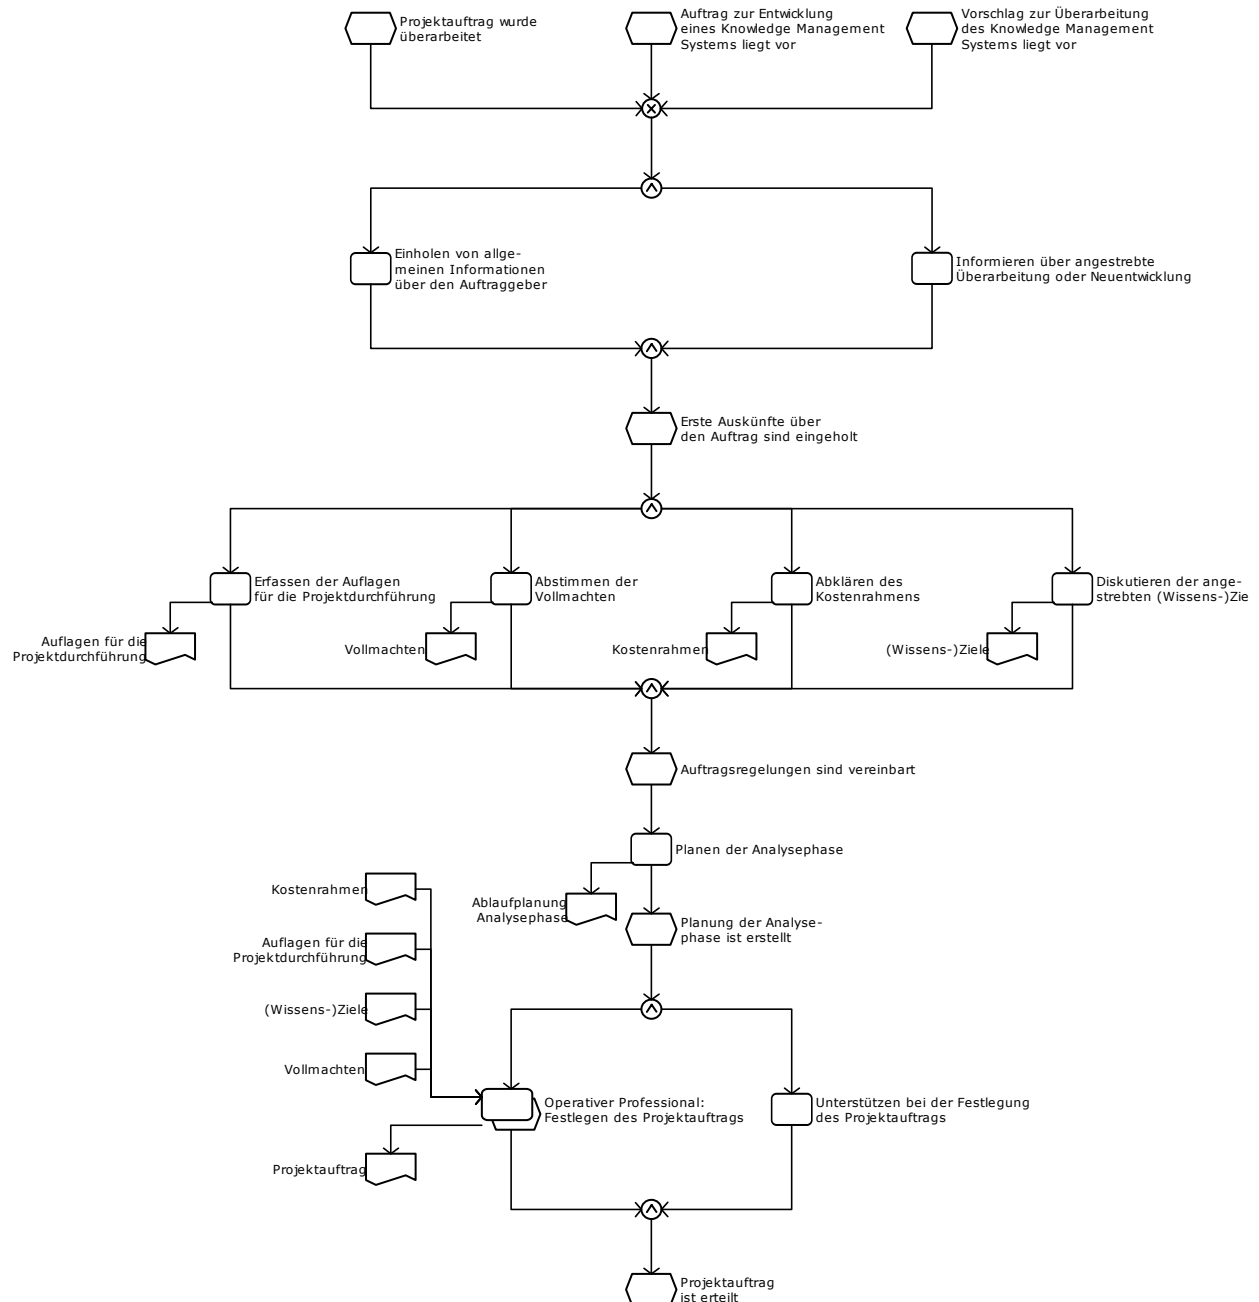 Projektauftrag wurde
überarbeitet
Auftrag zur Entwicklung
eines Knowledge Management
Systems liegt vor
Vorschlag zur Überarbeitung
des Knowledge Management
Systems liegt vor
Einholen von allge-
meinen Informationen
über den Auftraggeber
Informieren über angestrebte
Überarbeitung oder Neuentwicklung
Erste Auskünfte über
den Auftrag sind eingeholt
Erfassen der Auflagen
für die Projektdurchführung
Abstimmen der
Vollmachten
Abklären des
Kostenrahmens
Diskutieren der ange-
strebten (Wissens-)Zie
Auflagen für die
Projektdurchführung
Vollmachten
Kostenrahmen
(Wissens-)Ziele
Auftragsregelungen sind vereinbart
Planen der Analysephase
Ablaufplanung
Analysephase
Planung der Analyse-
phase ist erstellt
Kostenrahmen
Auflagen für die
Projektdurchführung
(Wissens-)Ziele
Vollmachten
Operativer Professional:
Festlegen des Projektauftrags
Unterstützen bei der Festlegung
des Projektauftrags
Projektauftrag
Projektauftrag
ist erteilt